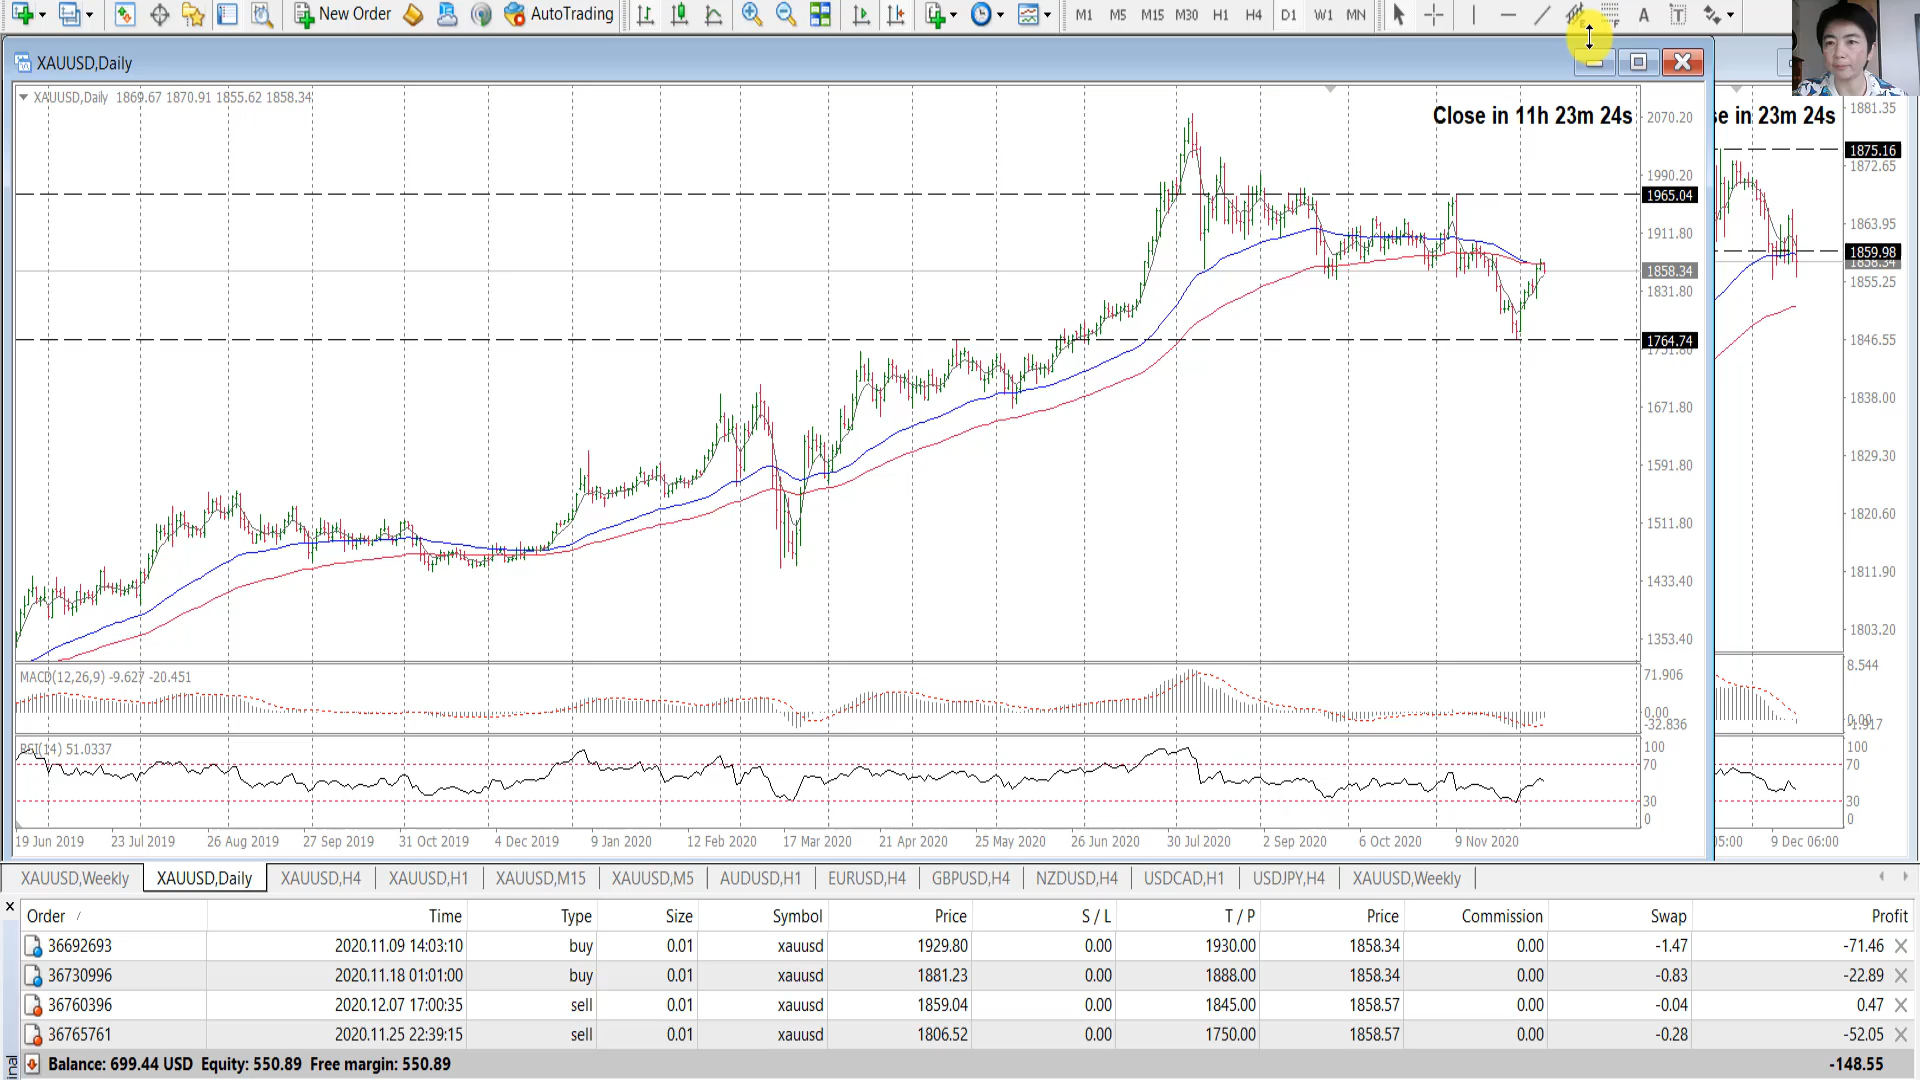 New Order AutoTrading M1 M5 M15 M30 H1 H4 D1 W1 MN A T
XAUUSD,Daily
XAUUSD,Daily 1869.67 1870.91 1855.62 1858.34
Close in 11h 23m 24s
se in 23m 24s
2070.20
1990.20
1965.04
1911.80
1858.34
1831.80
1764.74
1671.80
1591.80
1511.80
1433.40
1353.40
1881.35
1875.16
1872.65
1863.95
1859.98
1855.25
1846.55
1838.00
1829.30
1820.60
1811.90
1803.20
MACD(12,26,9) -9.627 -20.451
71.906
0.00
-32.836
8.544
RSI(14) 51.0337
100
70
30
0
100
70
30
0
19 Jun 2019 23 Jul 2019 26 Aug 2019 27 Sep 2019 31 Oct 2019 4 Dec 2019 9 Jan 2020 12 Feb 2020 17 Mar 2020 21 Apr 2020 25 May 2020 26 Jun 2020 30 Jul 2020 2 Sep 2020 6 Oct 2020 9 Nov 2020
05:00 9 Dec 06:00
XAUUSD,Weekly XAUUSD,Daily XAUUSD,H4 XAUUSD,H1 XAUUSD,M15 XAUUSD,M5 AUDUSD,H1 EURUSD,H4 GBPUSD,H4 NZDUSD,H4 USDCAD,H1 USDJPY,H4 XAUUSD,Weekly
Order / Time Type Size Symbol Price S / L T / P Price Commission Swap Profit
36692693 2020.11.09 14:03:10 buy 0.01 xauusd 1929.80 0.00 1930.00 1858.34 0.00 -1.47 -71.46
36730996 2020.11.18 01:01:00 buy 0.01 xauusd 1881.23 0.00 1888.00 1858.34 0.00 -0.83 -22.89
36760396 2020.12.07 17:00:35 sell 0.01 xauusd 1859.04 0.00 1845.00 1858.57 0.00 -0.04 0.47
36765761 2020.11.25 22:39:15 sell 0.01 xauusd 1806.52 0.00 1750.00 1858.57 0.00 -0.28 -52.05
Balance: 699.44 USD Equity: 550.89 Free margin: 550.89 -148.55